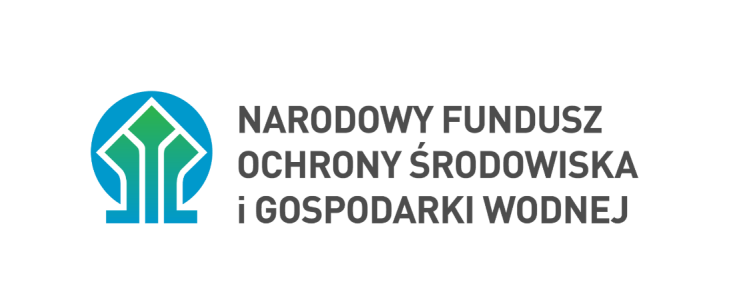 NARODOWY FUNDUSZ
OCHRONY ŚRODOWISKA
i GOSPODARKI WODNEJ